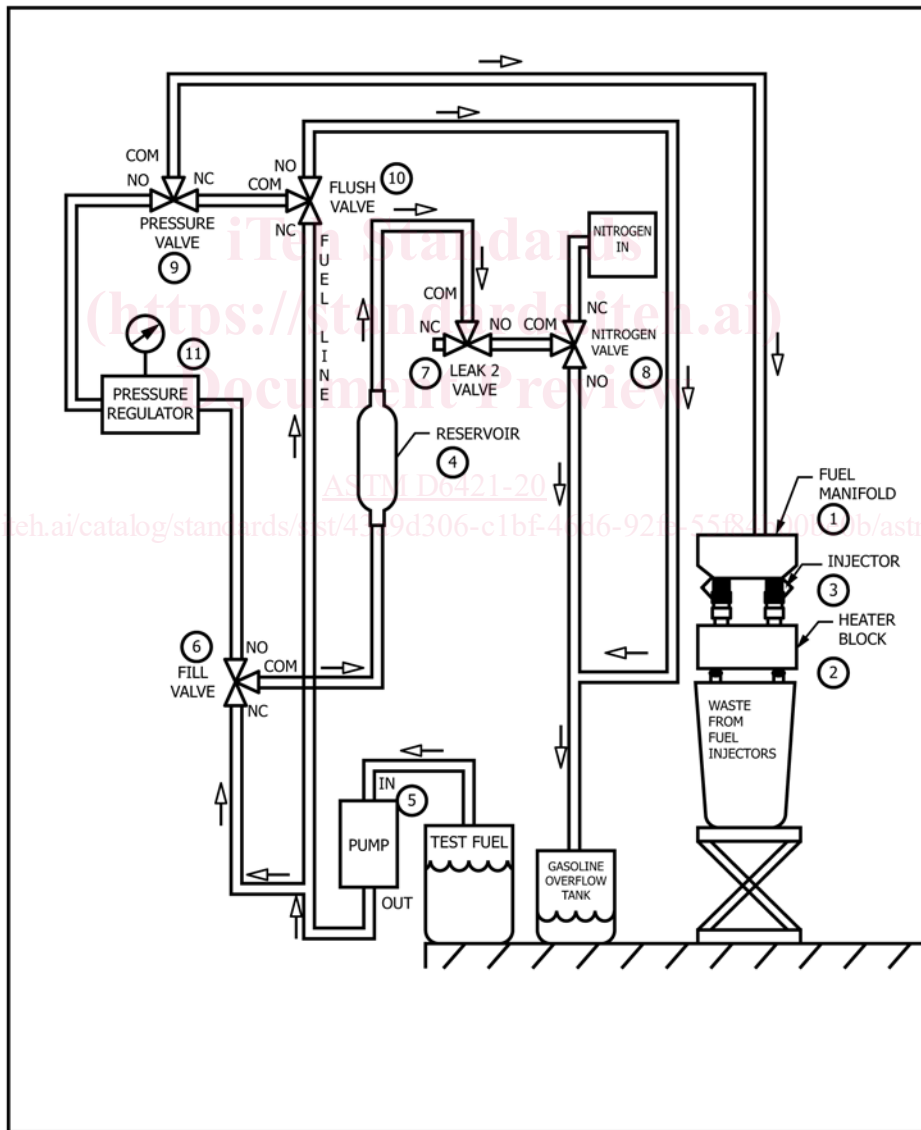 COM
NO
NC
PRESSURE
VALVE
9
COM
NO
NC
FLUSH
VALVE
10
FUEL LINE
NITROGEN
IN
COM
NC
NO
7
LEAK 2
VALVE
COM
NC
NITROGEN
VALVE
NO
8
11
PRESSURE
REGULATOR
RESERVOIR
4
FUEL
MANIFOLD
1
INJECTOR
3
HEATER
BLOCK
2
WASTE
FROM
FUEL
INJECTORS
6
FILL
VALVE
NO
COM
NC
IN
5
PUMP
OUT
TEST FUEL
GASOLINE
OVERFLOW
TANK
iTeh Standards
(https://standards.iteh.ai)
Document Preview
ASTM D6421-20